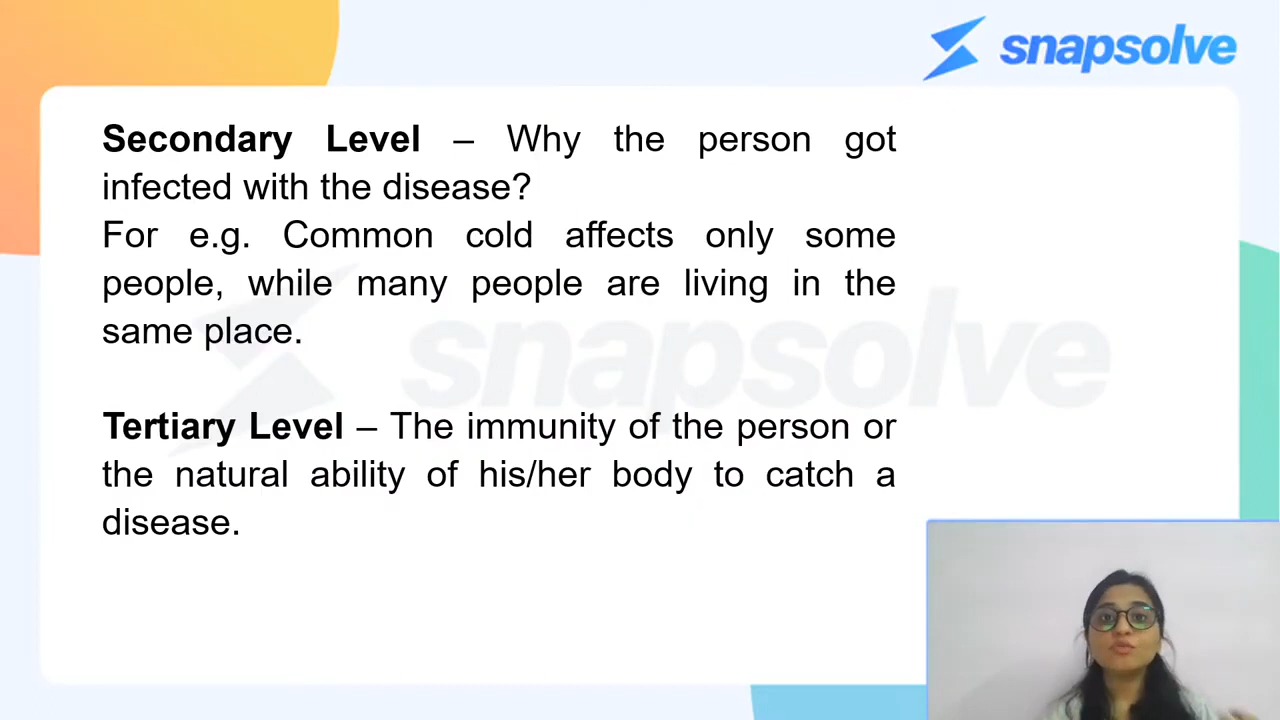 snapsolve
Secondary Level – Why the person got
infected with the disease?
For e.g. Common cold affects only some
people, while many people are living in the
same place.
snapsolve
Tertiary Level – The immunity of the person or
the natural ability of his/her body to catch a
disease.